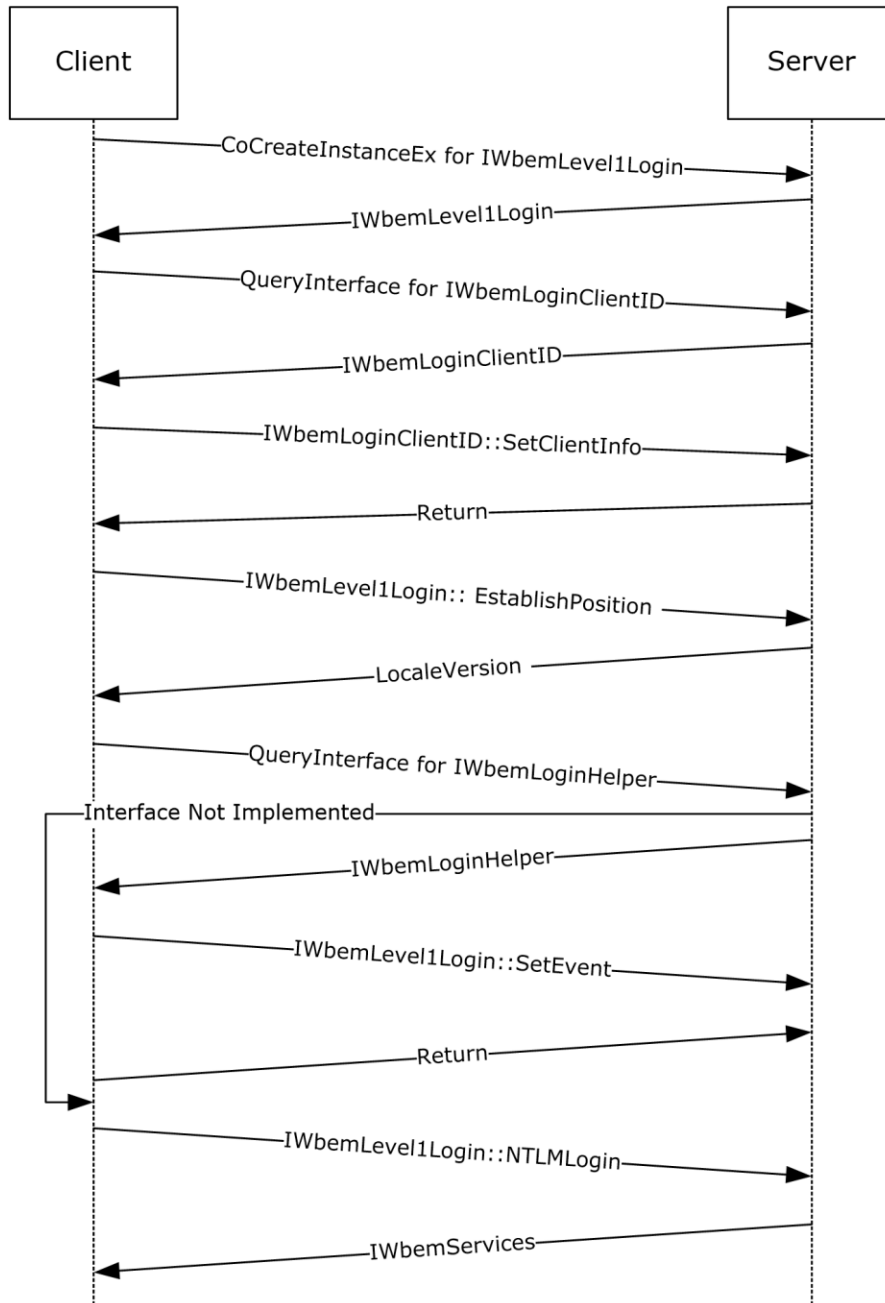 Client
Server
CoCreateInstanceEx for IWbemLevel1Login
IWbemLevel1Login
QueryInterface for IWbemLoginClientID
IWbemLoginClientID
IWbemLoginClientID::SetClientInfo
Return
IWbemLevel1Login:: EstablishPosition
LocaleVersion
QueryInterface for IWbemLoginHelper
Interface Not Implemented
IWbemLoginHelper
IWbemLevel1Login::SetEvent
Return
IWbemLevel1Login::NTLMLogin
IWbemServices